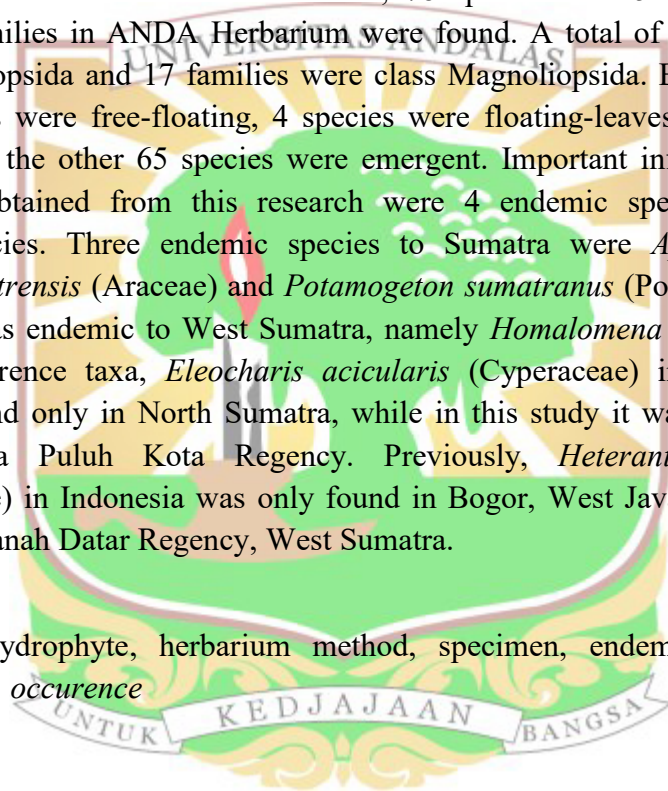 nilies in ANDA Herbarium were found. A total of
UNIVERSITAS ANDALAS
opsida and 17 families were class Magnoliopsida.
were free-floating, 4 species were floating-leaves
the other 65 species were emergent. Important in
btained from this research were 4 endemic spe
cies. Three endemic species to Sumatra were
trensis (Araceae) and Potamogeton sumatranus (Po
as endemic to West Sumatra, namely Homalomena
rence taxa, Eleocharis acicularis (Cyperaceae) i
nd only in North Sumatra, while in this study it wa
a Puluh Kota Regency. Previously, Heterant
) in Indonesia was only found in Bogor, West Jav
anah Datar Regency, West Sumatra.
ydrophyte, herbarium method, specimen, endem
occurence
UNTUK KEDJAJAAN BANGSA